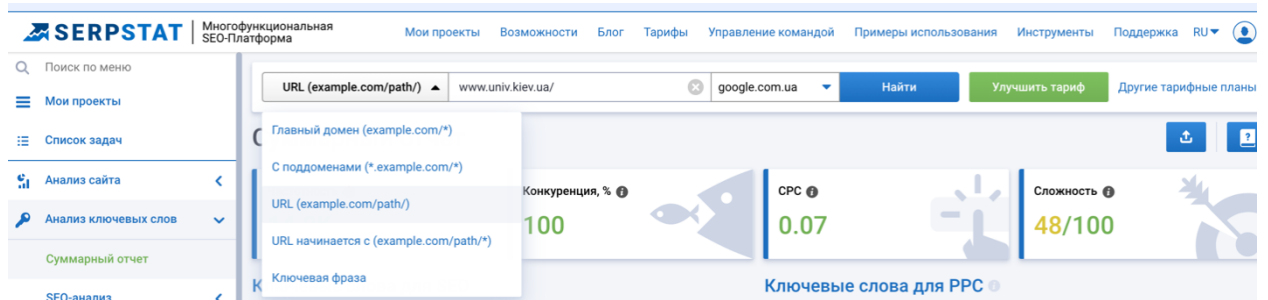 SERPSTAT
Многофункциональная
SEO-Платформа
Мои проекты Возможности Блог Тарифы Управление командой Примеры использования Инструменты Поддержка RU
Поиск по меню
Мои проекты
Список задач
Анализ сайта
Анализ ключевых слов
Суммарный отчет
SEO-анализ
URL (example.com/path/) www.univ.kiev.ua/ google.com.ua Найти Улучшить тариф Другие тарифные планы
Главный домен (example.com/*)
С поддоменами (*.example.com/*)
URL (example.com/path/)
URL начинается с (example.com/path/*)
Ключевая фраза
Конкуренция, %
100
CPC
0.07
Сложность
48/100
Ключевые слова для PPC